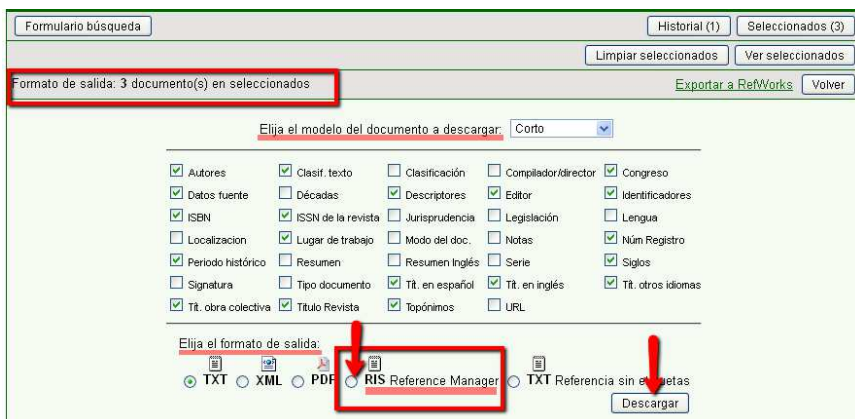 Formulario búsqueda Historial (1) Seleccionados (3)
Limpiar seleccionados Ver seleccionados
Formato de salida: 3 documento(s) en seleccionados Exportar a RefWorks Volver
Elija el modelo del documento a descargar: Corto
Autores Clasif. texto Clasificación Compilador/director Congreso
Datos fuente Décadas Descriptores Editor Identificadores
ISBN ISSN de la revista Jurisprudencia Legislación Lengua
Localizacion Lugar de trabajo Modo del doc. Notas Núm Registro
Periodo histórico Resumen Resumen Inglés Serie Siglos
Signatura Tipo documento Tít. en español Tít. en inglés Tít. otros idiomas
Tít. obra colectiva Título Revista Topónimos URL
Elija el formato de salida:
TXT XML PDF RIS Reference Manager TXT Referencia sin etiquetas
Descargar